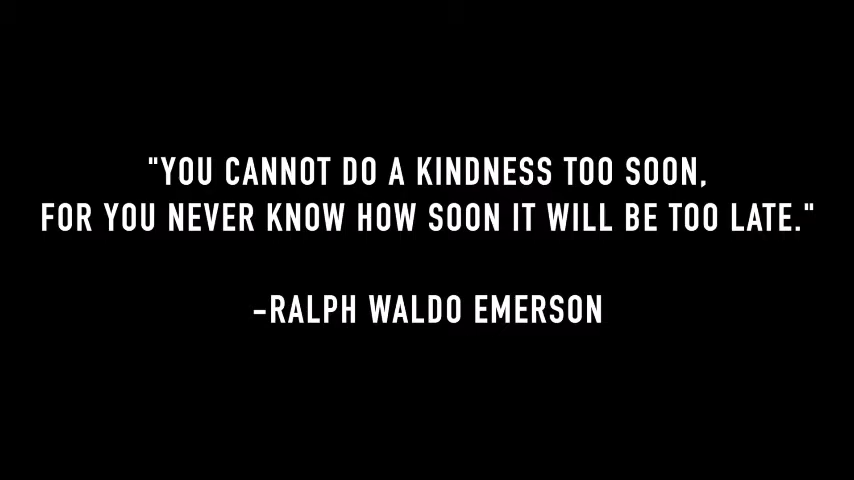 "YOU CANNOT DO A KINDNESS TOO SOON,
FOR YOU NEVER KNOW HOW SOON IT WILL BE TOO LATE."
-RALPH WALDO EMERSON